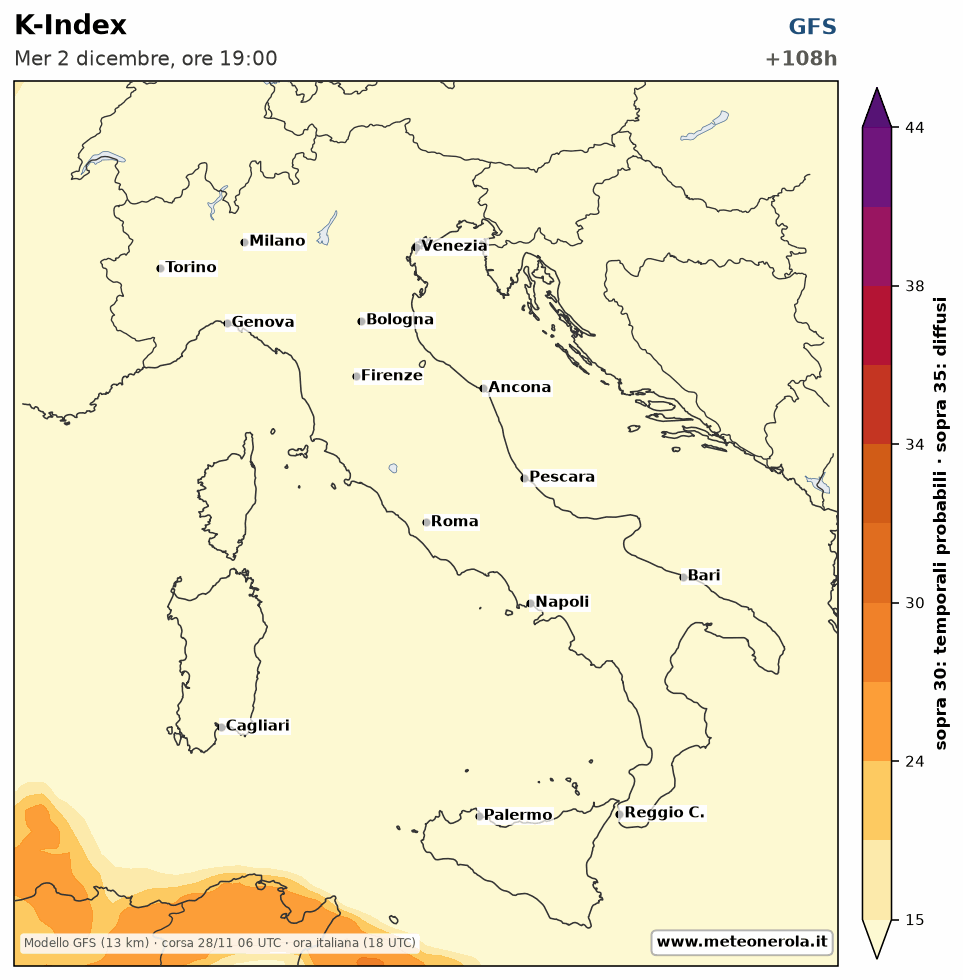 K-Index
GFS
Mer 2 dicembre, ore 19:00
+108h
44
Milano
Venezia
Torino
38
Genova
Bologna
Firenze
Ancona
34
Pescara
Roma
Bari
30
Napoli
Cagliari
24
Palermo
Reggio C.
15
sopra 30: temporali probabili · sopra 35: diffusi
Modello GFS (13 km) · corsa 28/11 06 UTC · ora italiana (18 UTC)
www.meteonerola.it